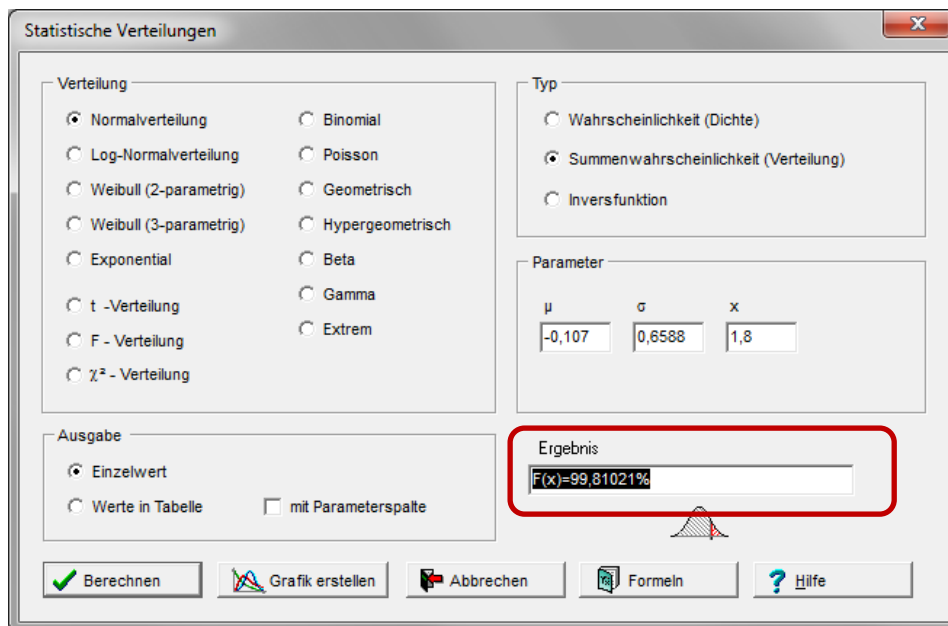 Statistische Verteilungen
Verteilung
Normalverteilung
Log-Normalverteilung
Weibull (2-parametrig)
Weibull (3-parametrig)
Exponential
t -Verteilung
F - Verteilung
χ² - Verteilung
Binomial
Poisson
Geometrisch
Hypergeometrisch
Beta
Gamma
Extrem
Typ
Wahrscheinlichkeit (Dichte)
Summenwahrscheinlichkeit (Verteilung)
Inversfunktion
Parameter
μ σ x
-0,107 0,6588 1,8
Ausgabe
Einzelwert
Werte in Tabelle mit Parameterspalte
Ergebnis
F(x)=99,81021%
Berechnen Grafik erstellen Abbrechen Formeln Hilfe